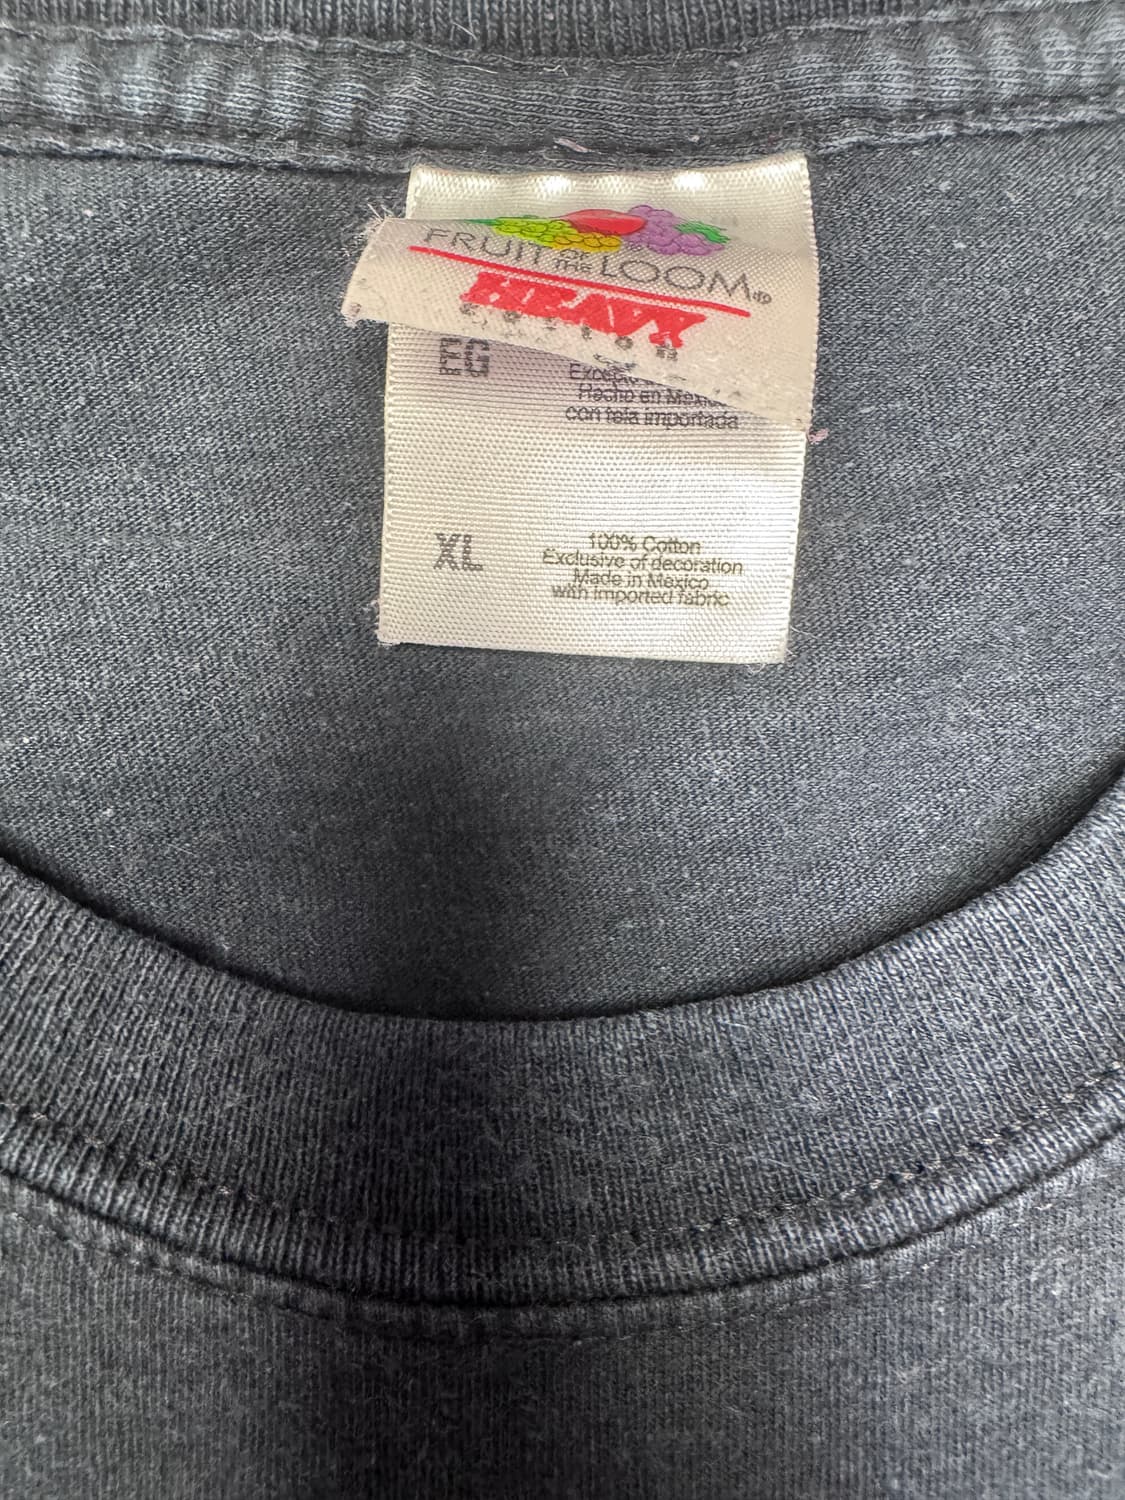 FRUIT OF the LOOM®
HEAVY
COTTON
EG
Hecho en
con tela importada
XL
100% Cotton
Exclusive of decoration
Made in Mexico
with imported fabric